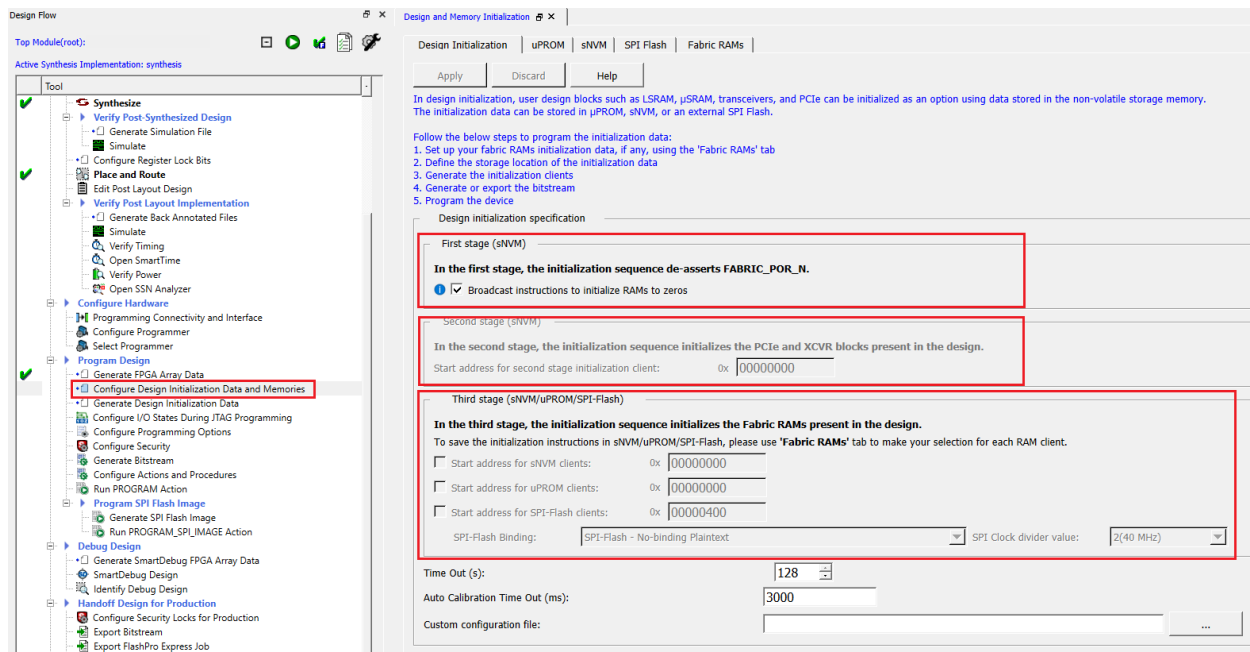 Design Flow
Top Module(root):
Active Synthesis Implementation: synthesis
Tool
Synthesize
Verify Post-Synthesized Design
Generate Simulation File
Simulate
Configure Register Lock Bits
Place and Route
Edit Post Layout Design
Verify Post Layout Implementation
Generate Back Annotated Files
Simulate
Verify Timing
Open SmartTime
Verify Power
Open SSN Analyzer
Configure Hardware
Programming Connectivity and Interface
Configure Programmer
Select Programmer
Program Design
Generate FPGA Array Data
Configure Design Initialization Data and Memories
Generate Design Initialization Data
Configure I/O States During JTAG Programming
Configure Programming Options
Configure Security
Generate Bitstream
Configure Actions and Procedures
Run PROGRAM Action
Program SPI Flash Image
Generate SPI Flash Image
Run PROGRAM_SPI_IMAGE Action
Debug Design
Generate SmartDebug FPGA Array Data
SmartDebug Design
Identify Debug Design
Handoff Design for Production
Configure Security Locks for Production
Export Bitstream
Export FlashPro Express Job
Design and Memory Initialization
Design Initialization uPROM sNVM SPI Flash Fabric RAMs
Apply Discard Help
In design initialization, user design blocks such as LSRAM, µSRAM, transceivers, and PCIe can be initialized as an option using data stored in the non-volatile storage memory.
The initialization data can be stored in µPROM, sNVM, or an external SPI Flash.
Follow the below steps to program the initialization data:
1. Set up your fabric RAMs initialization data, if any, using the 'Fabric RAMs' tab
2. Define the storage location of the initialization data
3. Generate the initialization clients
4. Generate or export the bitstream
5. Program the device
Design initialization specification
First stage (sNVM)
In the first stage, the initialization sequence de-asserts FABRIC_POR_N.
Broadcast instructions to initialize RAMs to zeros
Second stage (sNVM)
In the second stage, the initialization sequence initializes the PCIe and XCVR blocks present in the design.
Start address for second stage initialization client: 0x 00000000
Third stage (sNVM/uPROM/SPI-Flash)
In the third stage, the initialization sequence initializes the Fabric RAMs present in the design.
To save the initialization instructions in sNVM/uPROM/SPI-Flash, please use 'Fabric RAMs' tab to make your selection for each RAM client.
Start address for sNVM clients: 0x 00000000
Start address for uPROM clients: 0x 00000000
Start address for SPI-Flash clients: 0x 00000400
SPI-Flash Binding: SPI-Flash - No-binding Plaintext SPI Clock divider value: 2(40 MHz)
Time Out (s): 128
Auto Calibration Time Out (ms): 3000
Custom configuration file: ...